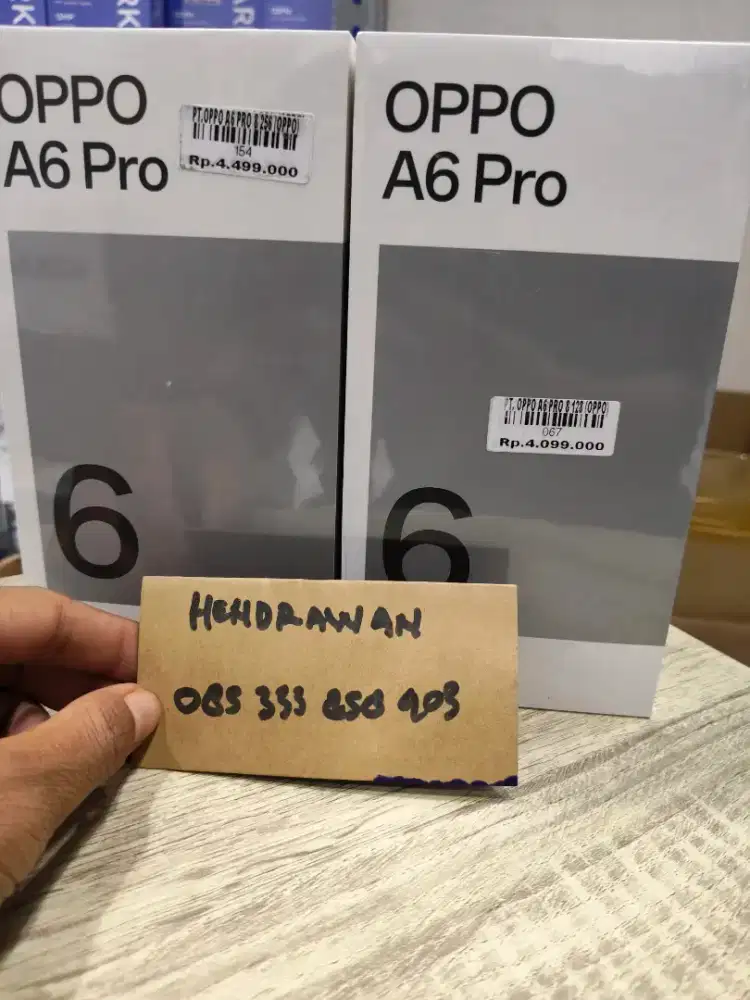 OPPO
A6 Pro
PT.OPPO A6 PRO 8 256 (OPPO)
154
Rp.4.499.000
6
OPPO
A6 Pro
PT. OPPO A6 PRO 8 128 (OPPO)
067
Rp.4.099.000
6
HENDRAWAN
085 333 850 909